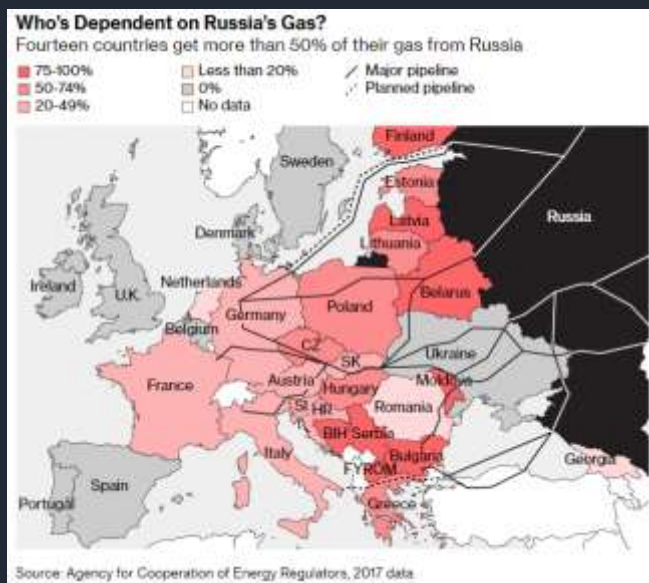 Who's Dependent on Russia's Gas?
Fourteen countries get more than 50% of their gas from Russia
75-100%
50-74%
20-49%
Less than 20%
0%
No data
Major pipeline
Planned pipeline
Finland
Sweden
Estonia
Russia
Latvia
Denmark
Lithuania
Ireland
U.K.
Netherlands
Belarus
Germany
Poland
Belgium
CZ
Ukraine
SK
France
Austria
Moldova
Hungary
SI
HR
Romania
BIH
Serbia
Italy
Bulgaria
Georgia
FYROM
Portugal
Spain
Greece
Source: Agency for Cooperation of Energy Regulators, 2017 data